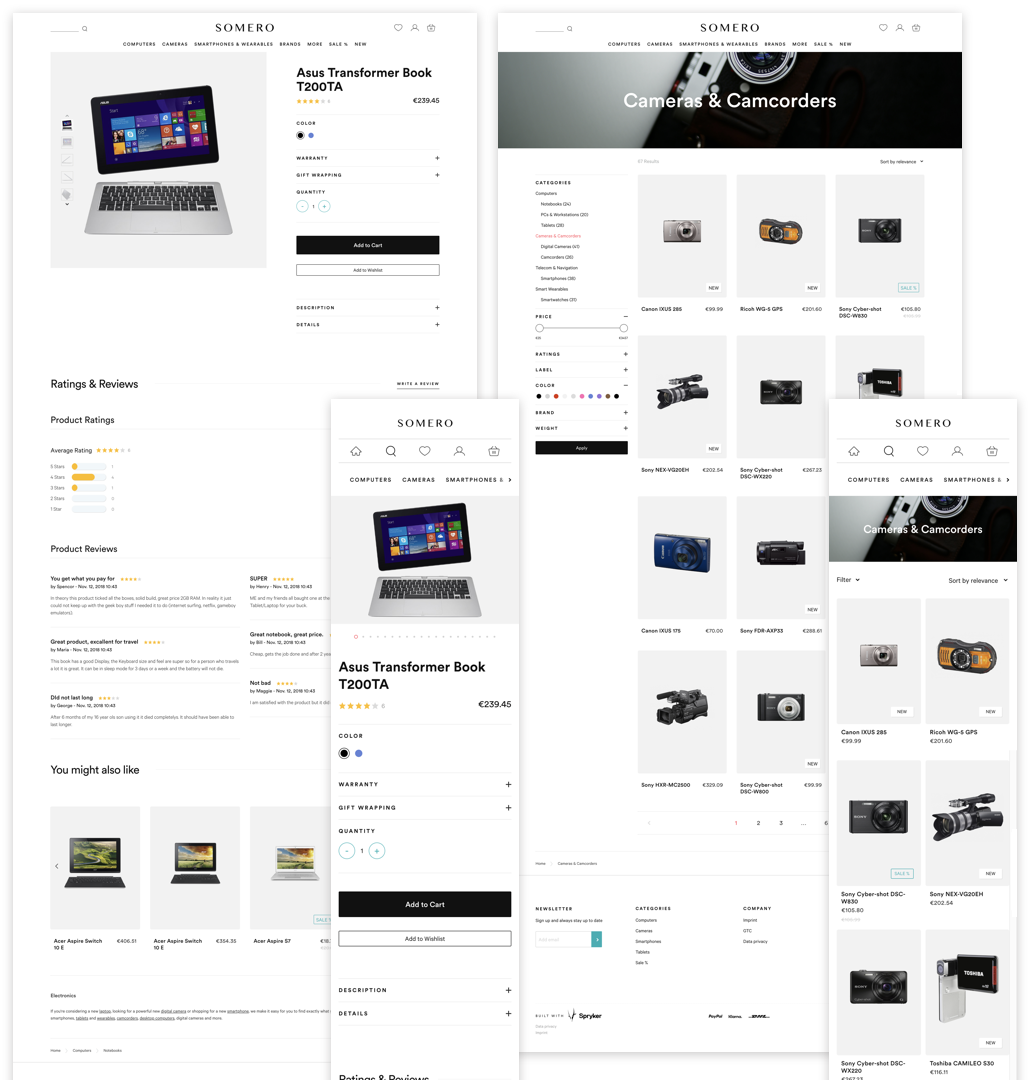 SOMERO
COMPUTERS CAMERAS SMARTPHONES & WEARABLES BRANDS MORE SALE % NEW
Asus Transformer Book
T200TA
6
€239.45
COLOR
WARRANTY
GIFT WRAPPING
QUANTITY
- 1 +
Add to Cart
Add to Wishlist
DESCRIPTION
DETAILS
Ratings & Reviews
WRITE A REVIEW
Product Ratings
Average Rating
6
5 Stars 1
4 Stars 4
3 Stars 1
2 Stars 0
1 Star 0
Product Reviews
You get what you pay for
by Spencor - Nov. 12, 2018 10:43
In theory this product ticked all the boxes, solid build, great price 2GB RAM. In reality it just
could not keep up with the geek boy stuff I needed it to do (internet surfing, netflix, gameboy
emulators).
Great product, excallent for travel
by Maria - Nov. 12, 2018 10:43
This book has a good Display, the Keyboard size and feel are super so for a person who travels
a lot it is great. It can be in sleep mode for 3 days or a week and the battery will not die.
Did not last long
by George - Nov. 12, 2018 10:43
After 6 months of my 16 year ols son using it it died completelys. It should have been able to
last longer.
SUPER
by Henry - Nov. 12, 2018 10:43
ME and my friends all baught one at the
Tablet/Laptop for your buck.
Great notebook, great price.
by Bill - Nov. 12, 2018 10:43
Cheap, gets the job done and after 2 yea
Not bad
by Maggie - Nov. 12, 2018 10:43
I am satisfied with the product but it did
You might also like
SALE %
Acer Aspire Switch
10 E
€406.51
Acer Aspire Switch
10 E
€354.35
Acer Aspire S7
Electronics
If you're considering a new laptop, looking for a powerful new digital camera or shopping for a new smartphone, we make it easy for you to find exactly what
smartphones, tablets and wearables, camcorders, desktop computers, digital cameras and more.
Home Computers Notebooks
SOMERO
COMPUTERS CAMERAS SMARTPHONES & WEARABLES BRANDS MORE SALE % NEW
Cameras & Camcorders
67 Results
Sort by relevance
CATEGORIES
Computers
Notebooks (24)
PCs & Workstations (20)
Tablets (28)
Cameras & Camcorders
Digital Cameras (41)
Camcorders (26)
Telecom & Navigation
Smartphones (38)
Smart Wearables
Smartwatches (31)
PRICE
RATINGS
LABEL
COLOR
BRAND
WEIGHT
Apply
NEW
Canon IXUS 285 €99.99
NEW
Ricoh WG-5 GPS €201.60
SALE %
Sony Cyber-shot
DSC-W830
€105.80
NEW
Sony NEX-VG20EH €202.54
Sony Cyber-shot
DSC-WX220
€267.23
TOSHIBA
Canon IXUS 175 €70.00
NEW
Sony FDR-AXP33 €288.61
Sony HXR-MC2500 €329.09
NEW
Sony Cyber-shot
DSC-W800
€99.99
1 2 3 ... 6
Home Cameras & Camcorders
NEWSLETTER
Sign up and always stay up to date
CATEGORIES
Computers
Cameras
Smartphones
Tablets
Sale %
COMPANY
Imprint
GTC
Data privacy
BUILT WITH Spryker
Data privacy
Imprint
PayPal Klarna.
SOMERO
COMPUTERS CAMERAS SMARTPHONES &
Asus Transformer Book
T200TA
6
€239.45
COLOR
WARRANTY
GIFT WRAPPING
QUANTITY
- 1 +
Add to Cart
Add to Wishlist
DESCRIPTION
DETAILS
Ratings & Reviews
SOMERO
COMPUTERS CAMERAS SMARTPHONES
Cameras & Camcorders
Filter
Sort by relevance
NEW
Canon IXUS 285
€99.99
NEW
Ricoh WG-5 GPS
€201.60
SONY
SALE %
Sony Cyber-shot DSC-
W830
€105.80
NEW
Sony NEX-VG20EH
€202.54
Sony Cyber-shot DSC-
WX220
€267.23
TOSHIBA
NEW
Toshiba CAMILEO S30
€116.11